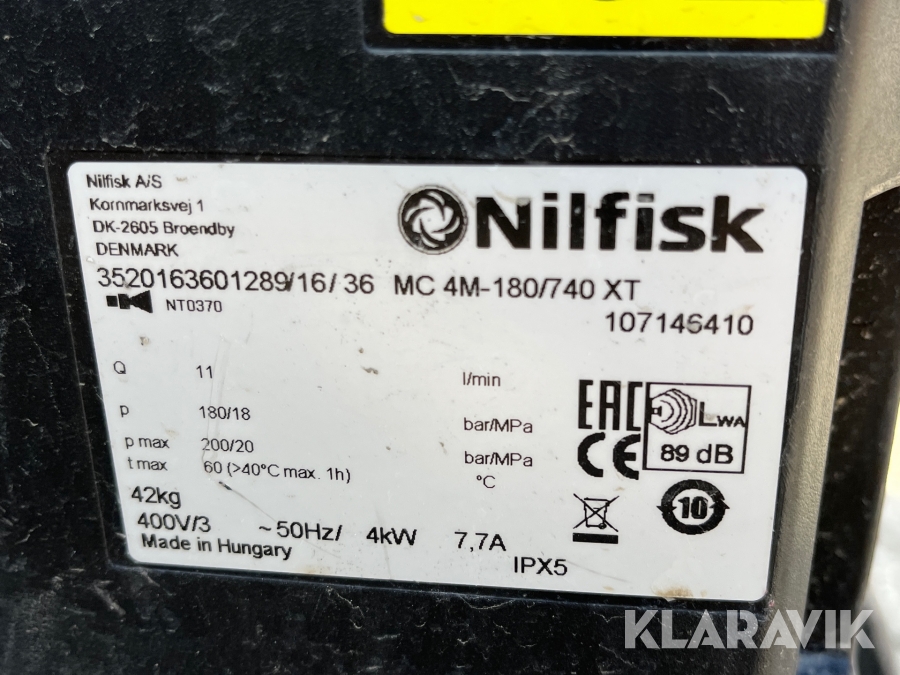 Nilfisk A/S
Kornmarksvej 1
DK-2605 Broendby
DENMARK
Nilfisk
3520163601289/16/ 36 MC 4M-180/740 XT
NT0370
107146410
Q 11 l/min
p 180/18 bar/MPa
p max 200/20 bar/MPa
t max 60 (>40°C max. 1h) °C
EAC
CE
LWA
89 dB
10
42kg
400V/3 ~50Hz/ 4kW 7,7A
Made in Hungary
IPX5
KLARAVIK